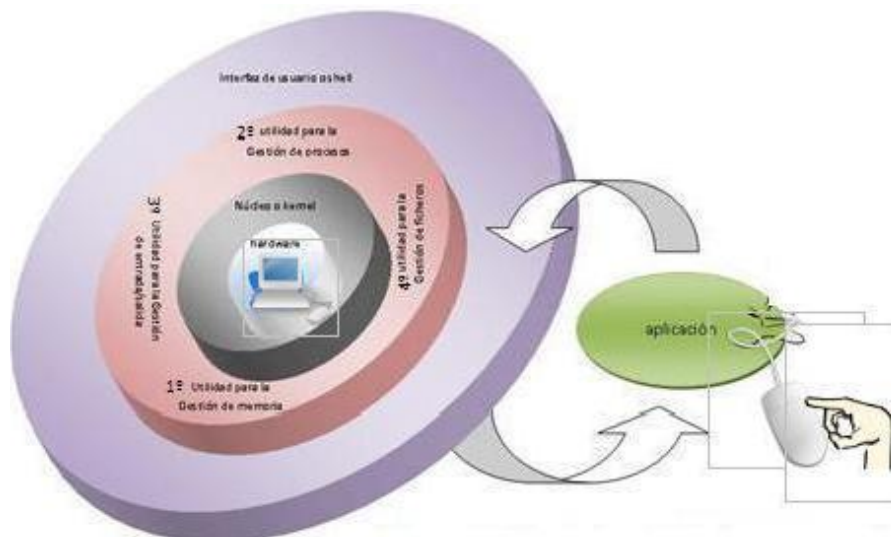 Interfaz de usuario o shell
2º utilidad para la
Gestión de procesos
Núcleo o kernel
hardware
3º Utilidad para la Gestión
de entrada/salida
4º utilidad para la
Gestión de ficheros
1º Utilidad para la
Gestión de memoria
aplicación